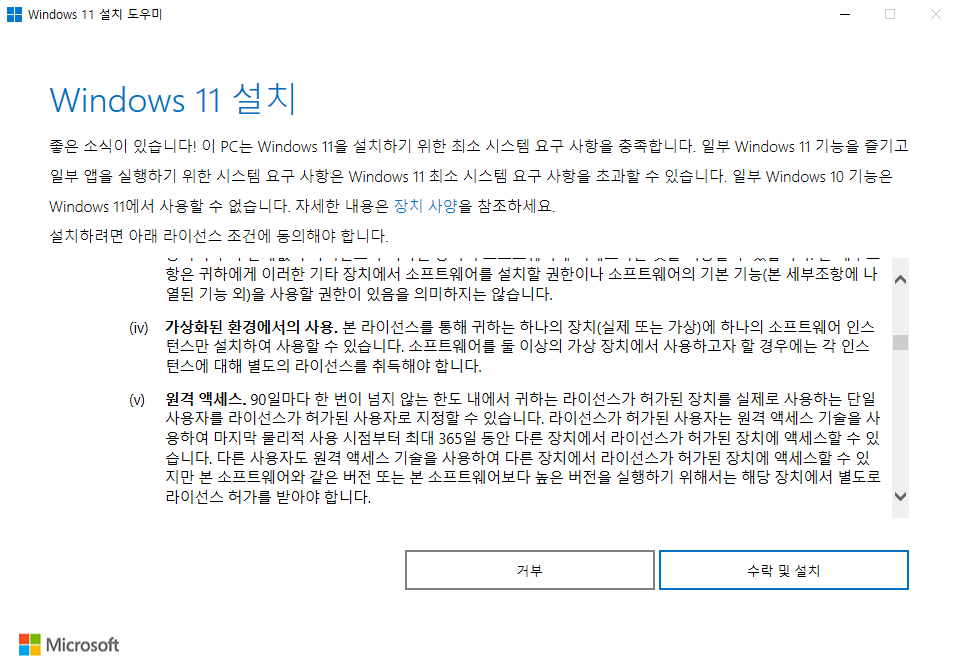 Windows 11 설치 도우미
Windows 11 설치
좋은 소식이 있습니다! 이 PC는 Windows 11을 설치하기 위한 최소 시스템 요구 사항을 충족합니다. 일부 Windows 11 기능을 즐기고
일부 앱을 실행하기 위한 시스템 요구 사항은 Windows 11 최소 시스템 요구 사항을 초과할 수 있습니다. 일부 Windows 10 기능은
Windows 11에서 사용할 수 없습니다. 자세한 내용은 장치 사양을 참조하세요.
설치하려면 아래 라이선스 조건에 동의해야 합니다.
항은 귀하에게 이러한 기타 장치에서 소프트웨어를 설치할 권한이나 소프트웨어의 기본 기능(본 세부조항에 나
열된 기능 외)을 사용할 권한이 있음을 의미하지는 않습니다.
(iv) 가상화된 환경에서의 사용. 본 라이선스를 통해 귀하는 하나의 장치(실제 또는 가상)에 하나의 소프트웨어 인스
턴스만 설치하여 사용할 수 있습니다. 소프트웨어를 둘 이상의 가상 장치에서 사용하고자 할 경우에는 각 인스
턴스에 대해 별도의 라이선스를 취득해야 합니다.
(v) 원격 액세스. 90일마다 한 번이 넘지 않는 한도 내에서 귀하는 라이선스가 허가된 장치를 실제로 사용하는 단일
사용자를 라이선스가 허가된 사용자로 지정할 수 있습니다. 라이선스가 허가된 사용자는 원격 액세스 기술을 사
용하여 마지막 물리적 사용 시점부터 최대 365일 동안 다른 장치에서 라이선스가 허가된 장치에 액세스할 수 있
습니다. 다른 사용자도 원격 액세스 기술을 사용하여 다른 장치에서 라이선스가 허가된 장치에 액세스할 수 있
지만 본 소프트웨어와 같은 버전 또는 본 소프트웨어보다 높은 버전을 실행하기 위해서는 해당 장치에서 별도로
라이선스 허가를 받아야 합니다.
거부
수락 및 설치
Microsoft